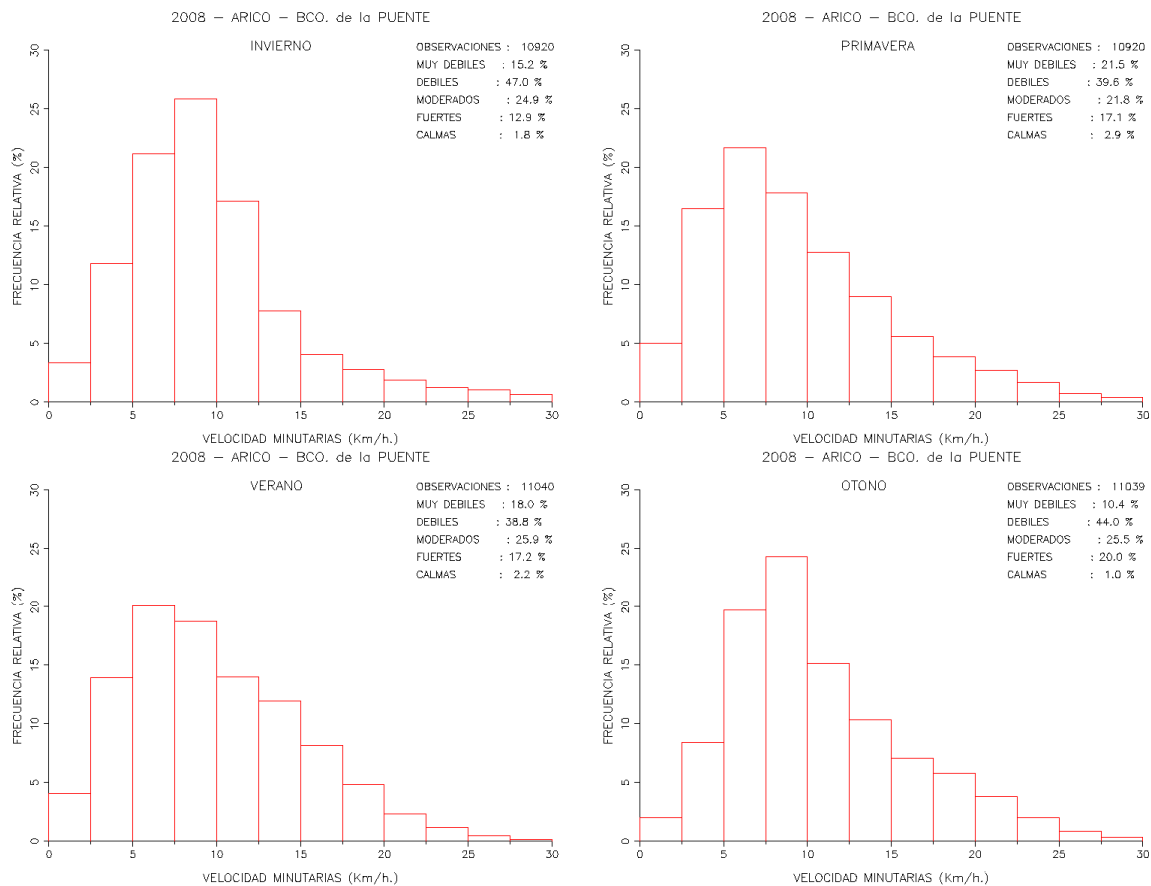 2008 – ARICO – BCO. de la PUENTE
INVIERNO
OBSERVACIONES : 10920
MUY DEBILES : 15.2 %
DEBILES : 47.0 %
MODERADOS : 24.9 %
FUERTES : 12.9 %
CALMAS : 1.8 %
FRECUENCIA RELATIVA (%)
30
25
20
15
10
5
0
0 5 10 15 20 25 30
VELOCIDAD MINUTARIAS (Km/h.)
2008 – ARICO – BCO. de la PUENTE
PRIMAVERA
OBSERVACIONES : 10920
MUY DEBILES : 21.5 %
DEBILES : 39.6 %
MODERADOS : 21.8 %
FUERTES : 17.1 %
CALMAS : 2.9 %
FRECUENCIA RELATIVA (%)
30
25
20
15
10
5
0
0 5 10 15 20 25 30
VELOCIDAD MINUTARIAS (Km/h.)
2008 – ARICO – BCO. de la PUENTE
VERANO
OBSERVACIONES : 11040
MUY DEBILES : 18.0 %
DEBILES : 38.8 %
MODERADOS : 25.9 %
FUERTES : 17.2 %
CALMAS : 2.2 %
FRECUENCIA RELATIVA (%)
30
25
20
15
10
5
0
0 5 10 15 20 25 30
VELOCIDAD MINUTARIAS (Km/h.)
2008 – ARICO – BCO. de la PUENTE
OTONO
OBSERVACIONES : 11039
MUY DEBILES : 10.4 %
DEBILES : 44.0 %
MODERADOS : 25.5 %
FUERTES : 20.0 %
CALMAS : 1.0 %
FRECUENCIA RELATIVA (%)
30
25
20
15
10
5
0
0 5 10 15 20 25 30
VELOCIDAD MINUTARIAS (Km/h.)